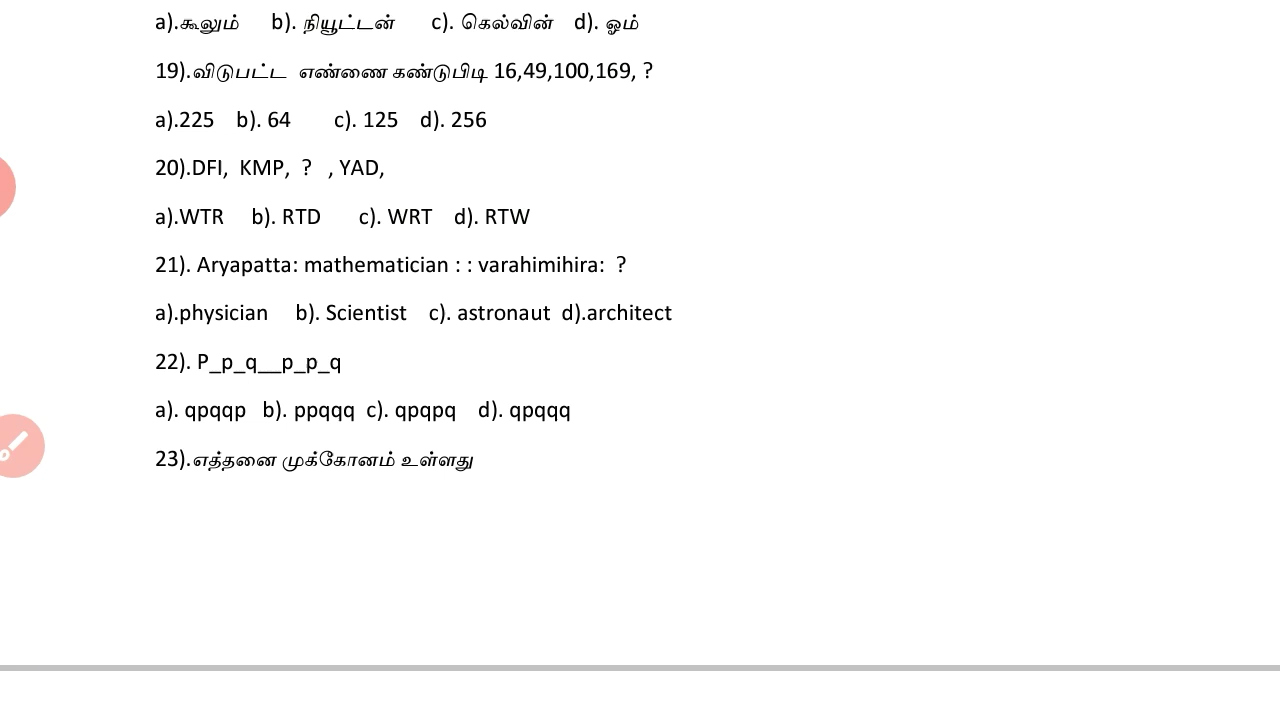 a).கூலும் b). நியூட்டன் c). கெல்வின் d). ஓம்
19).விடுபட்ட எண்ணை கண்டுபிடி 16,49,100,169, ?
a).225 b). 64 c). 125 d). 256
20).DFI, KMP, ? , YAD,
a).WTR b). RTD c). WRT d). RTW
21). Aryapatta: mathematician : : varahimihira: ?
a).physician b). Scientist c). astronaut d).architect
22). P_p_q__p_p_q
a). qpqqp b). ppqqq c). qpqpq d). qpqqq
23).எத்தனை முக்கோனம் உள்ளது